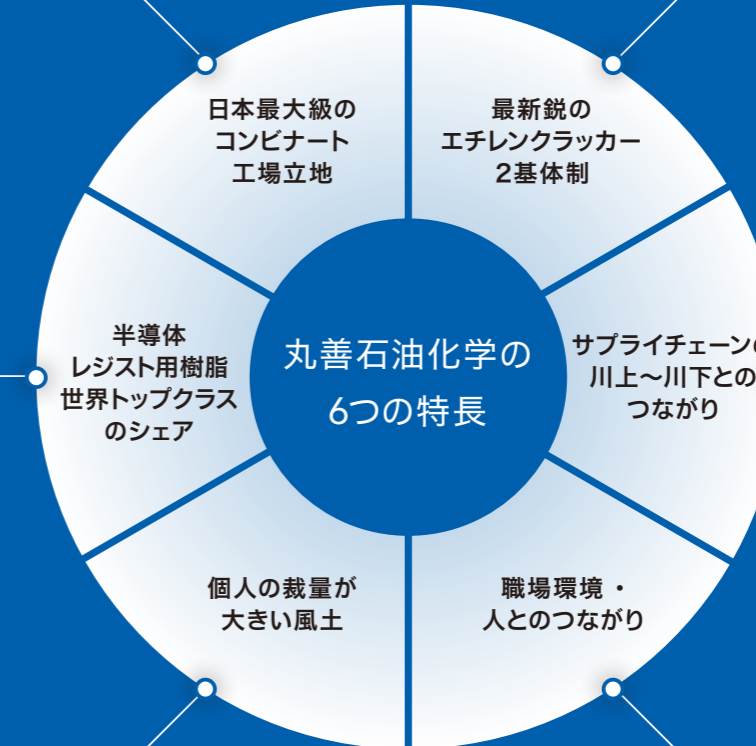 丸善石油化学の
6つの特長
最新鋭の
エチレンクラッカー
2基体制
サプライチェーンの
川上～川下との
つながり
職場環境・
人とのつながり
個人の裁量が
大きい風土
半導体
レジスト用樹脂
世界トップクラス
のシェア
日本最大級の
コンビナート
工場立地